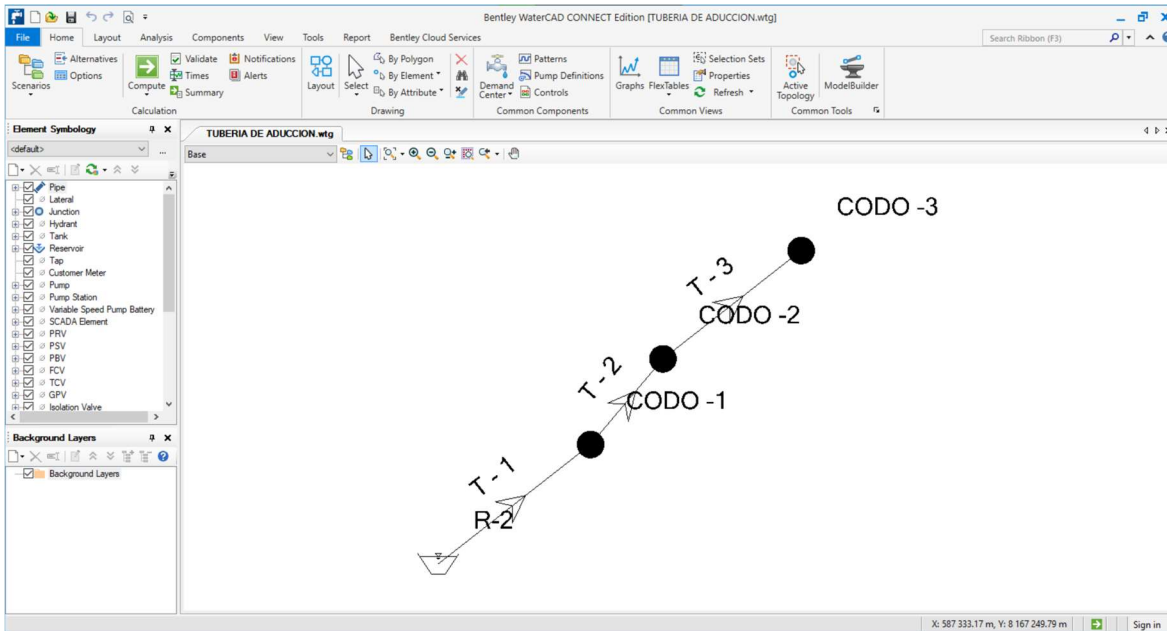 Bentley WaterCAD CONNECT Edition [TUBERIA DE ADUCCION.wtg]
File Home Layout Analysis Components View Tools Report Bentley Cloud Services Search Ribbon (F3)
Scenarios
Alternatives
Options
Compute
Validate
Times
Summary
Notifications
Alerts
Calculation
Layout
Select
By Polygon
By Element
By Attribute
Drawing
Demand Center
Patterns
Pump Definitions
Controls
Common Components
Graphs
FlexTables
Selection Sets
Properties
Refresh
Common Views
Active Topology
ModelBuilder
Common Tools
Element Symbology
<default>
...
Pipe
Lateral
Junction
Hydrant
Tank
Reservoir
Tap
Customer Meter
Pump
Pump Station
Variable Speed Pump Battery
SCADA Element
PRV
PSV
PBV
FCV
TCV
GPV
Isolation Valve
Background Layers
Background Layers
TUBERIA DE ADUCCION.wtg
Base
CODO -3
T - 3
CODO -2
T - 2
CODO -1
T - 1
R-2
X: 587 333.17 m, Y: 8 167 249.79 m
Sign in